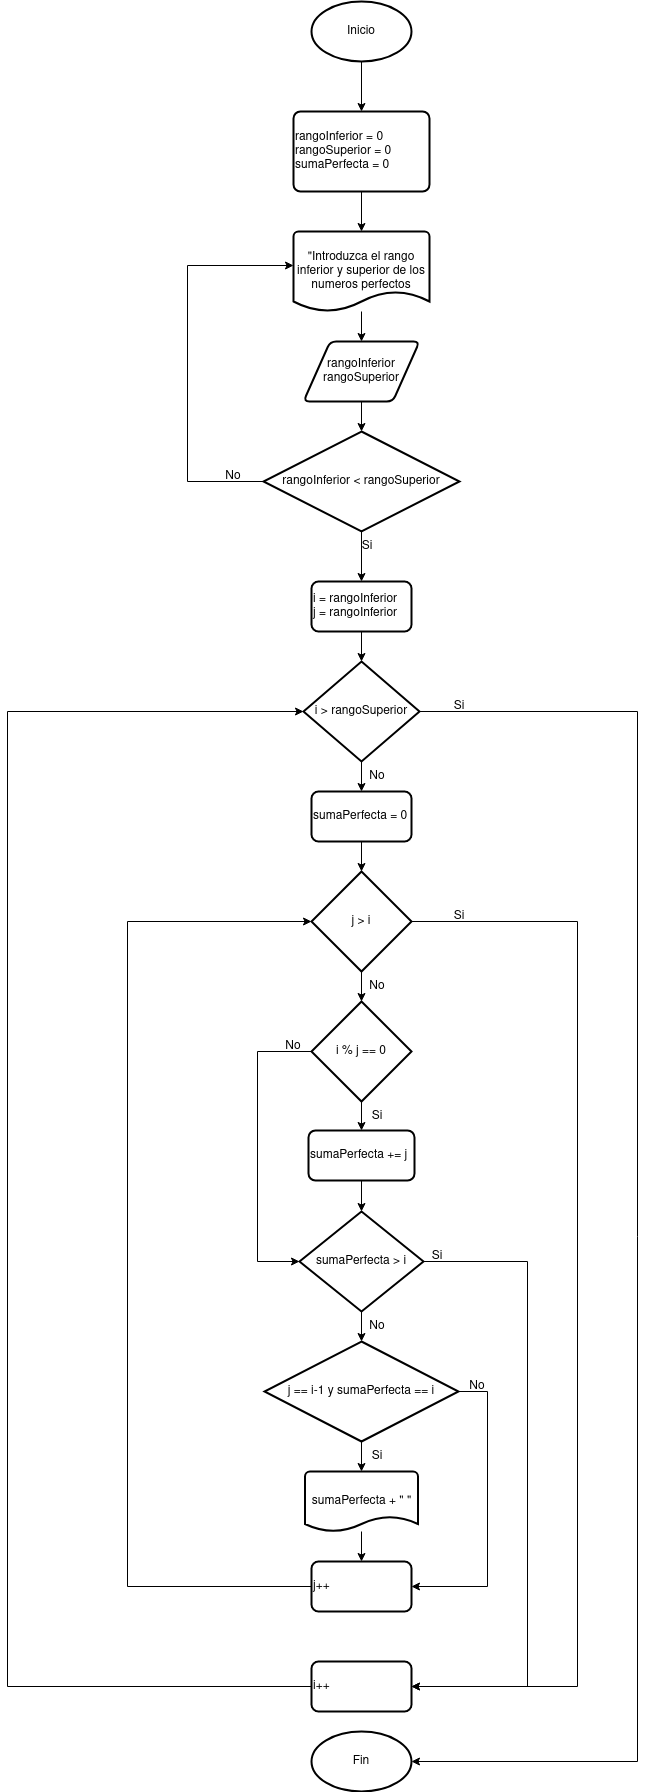 Inicio
rangoInferior = 0
rangoSuperior = 0
sumaPerfecta = 0
"Introduzca el rango
inferior y superior de los
numeros perfectos
rangoInferior
rangoSuperior
No
rangoInferior < rangoSuperior
Si
i = rangoInferior
j = rangoInferior
i > rangoSuperior
Si
No
sumaPerfecta = 0
j > i
Si
No
No
i % j == 0
Si
sumaPerfecta += j
sumaPerfecta > i
Si
No
j == i-1 y sumaPerfecta == i
No
Si
sumaPerfecta + " "
j++
i++
Fin